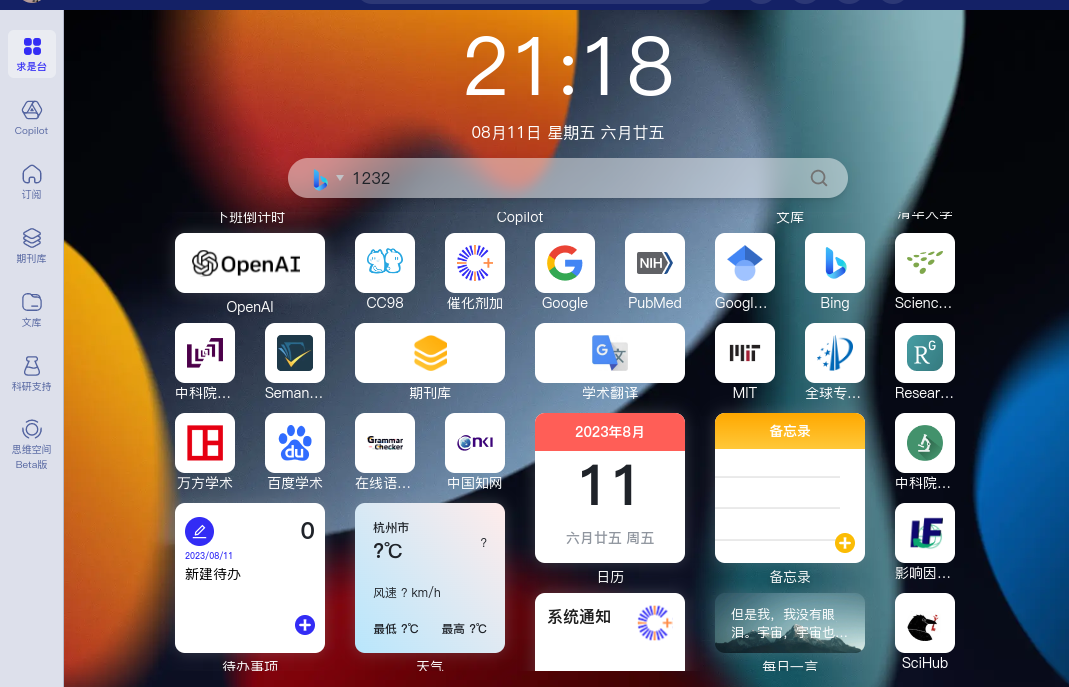 21:18
08月11日 星期五 六月廿五
1232
求是台
Copilot
订阅
期刊库
文库
科研支持
思维空间
Beta版
下班倒计时
Copilot
文库
OpenAI
OpenAI
CC98
催化剂加
Google
NIH
PubMed
Googl...
Bing
Scienc...
中科院...
Seman...
期刊库
G 文
学术翻译
MIT
MIT
全球专...
R G
Resear...
万方学术
du
百度学术
Grammar
Checker
在线语...
CNKI
中国知网
2023年8月
11
六月廿五 周五
日历
备忘录
备忘录
中科院...
0
2023/08/11
新建待办
待办事项
杭州市
?℃
?
风速 ? km/h
最低 ?℃
最高 ?℃
天气
系统通知
但是我，我没有眼
泪。宇宙，宇宙也...
每日一言
影响因...
SciHub